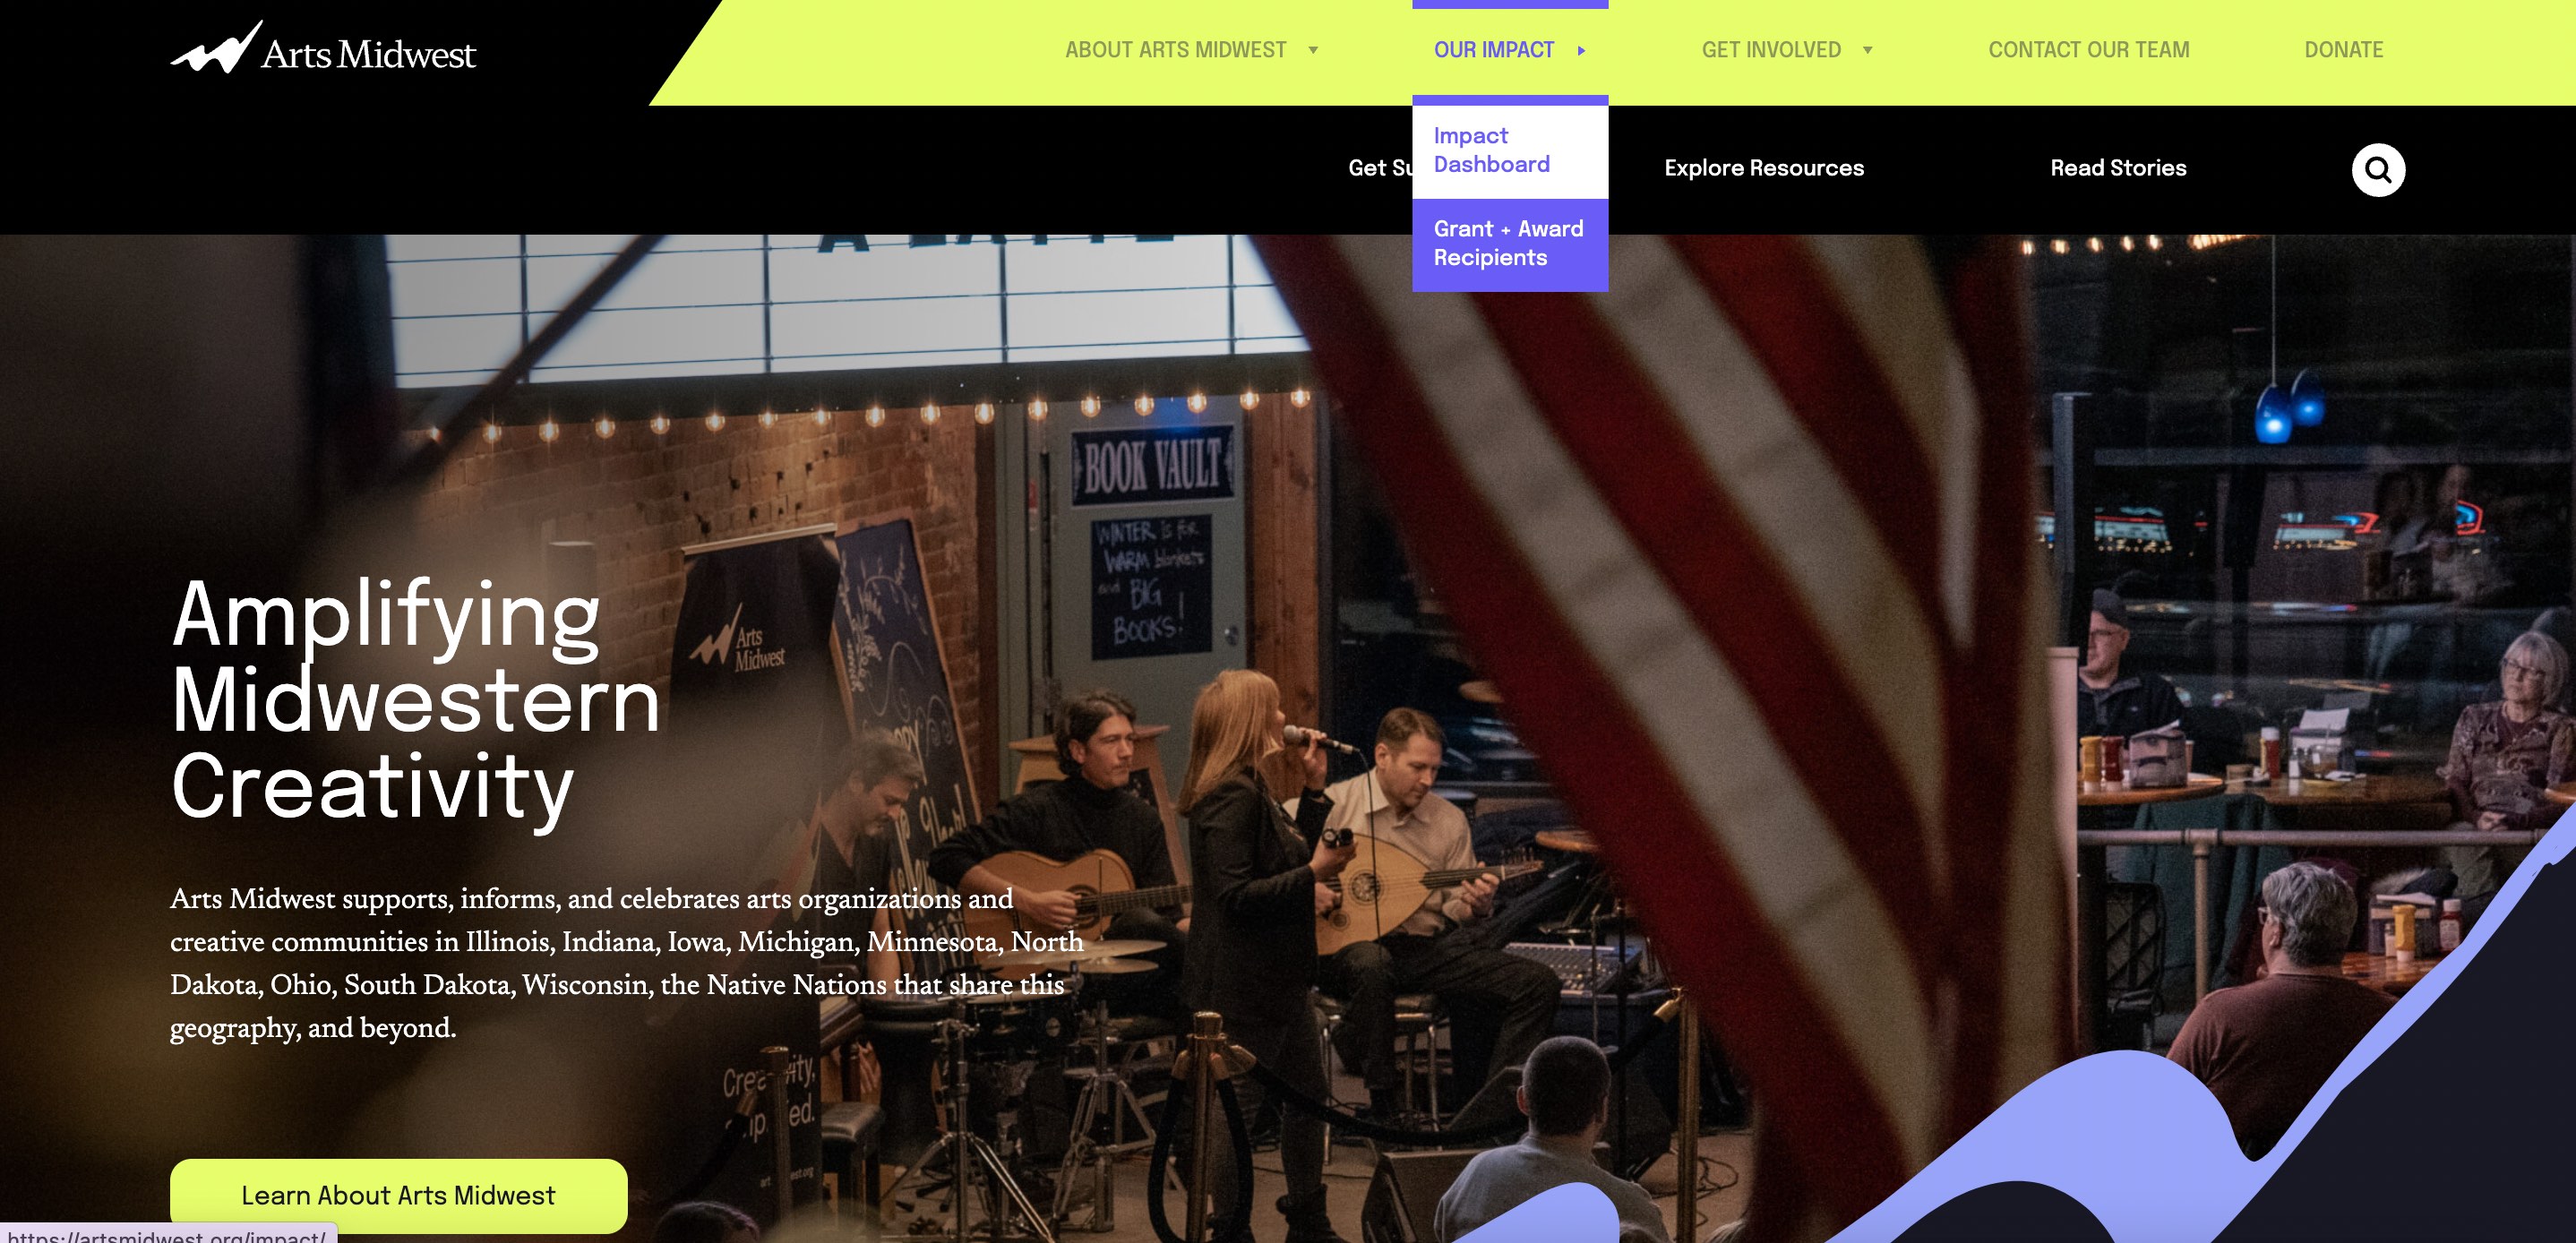 Arts Midwest
ABOUT ARTS MIDWEST
OUR IMPACT
GET INVOLVED
CONTACT OUR TEAM
DONATE
Impact
Dashboard
Grant + Award
Recipients
Get Su
Explore Resources
Read Stories
BOOK VAULT
WINTER is for
WARM blankets
and BIG
BOOKS!
Arts
Midwest
Amplifying
Midwestern
Creativity
Arts Midwest supports, informs, and celebrates arts organizations and
creative communities in Illinois, Indiana, Iowa, Michigan, Minnesota, North
Dakota, Ohio, South Dakota, Wisconsin, the Native Nations that share this
geography, and beyond.
Learn About Arts Midwest
https://artsmidwest.org/impact/